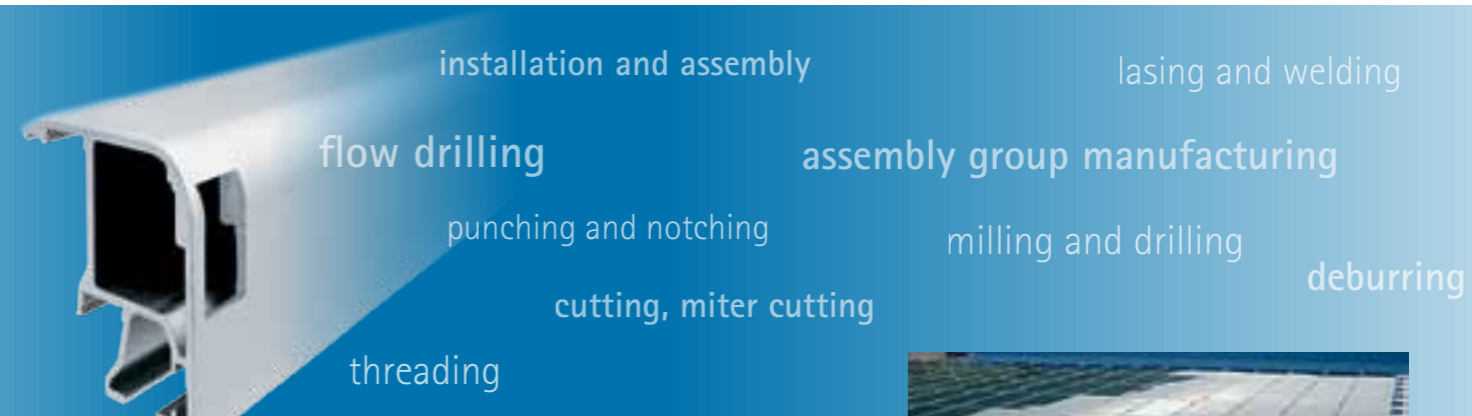 installation and assembly
lasing and welding
flow drilling
assembly group manufacturing
punching and notching
milling and drilling
deburring
cutting, miter cutting
threading